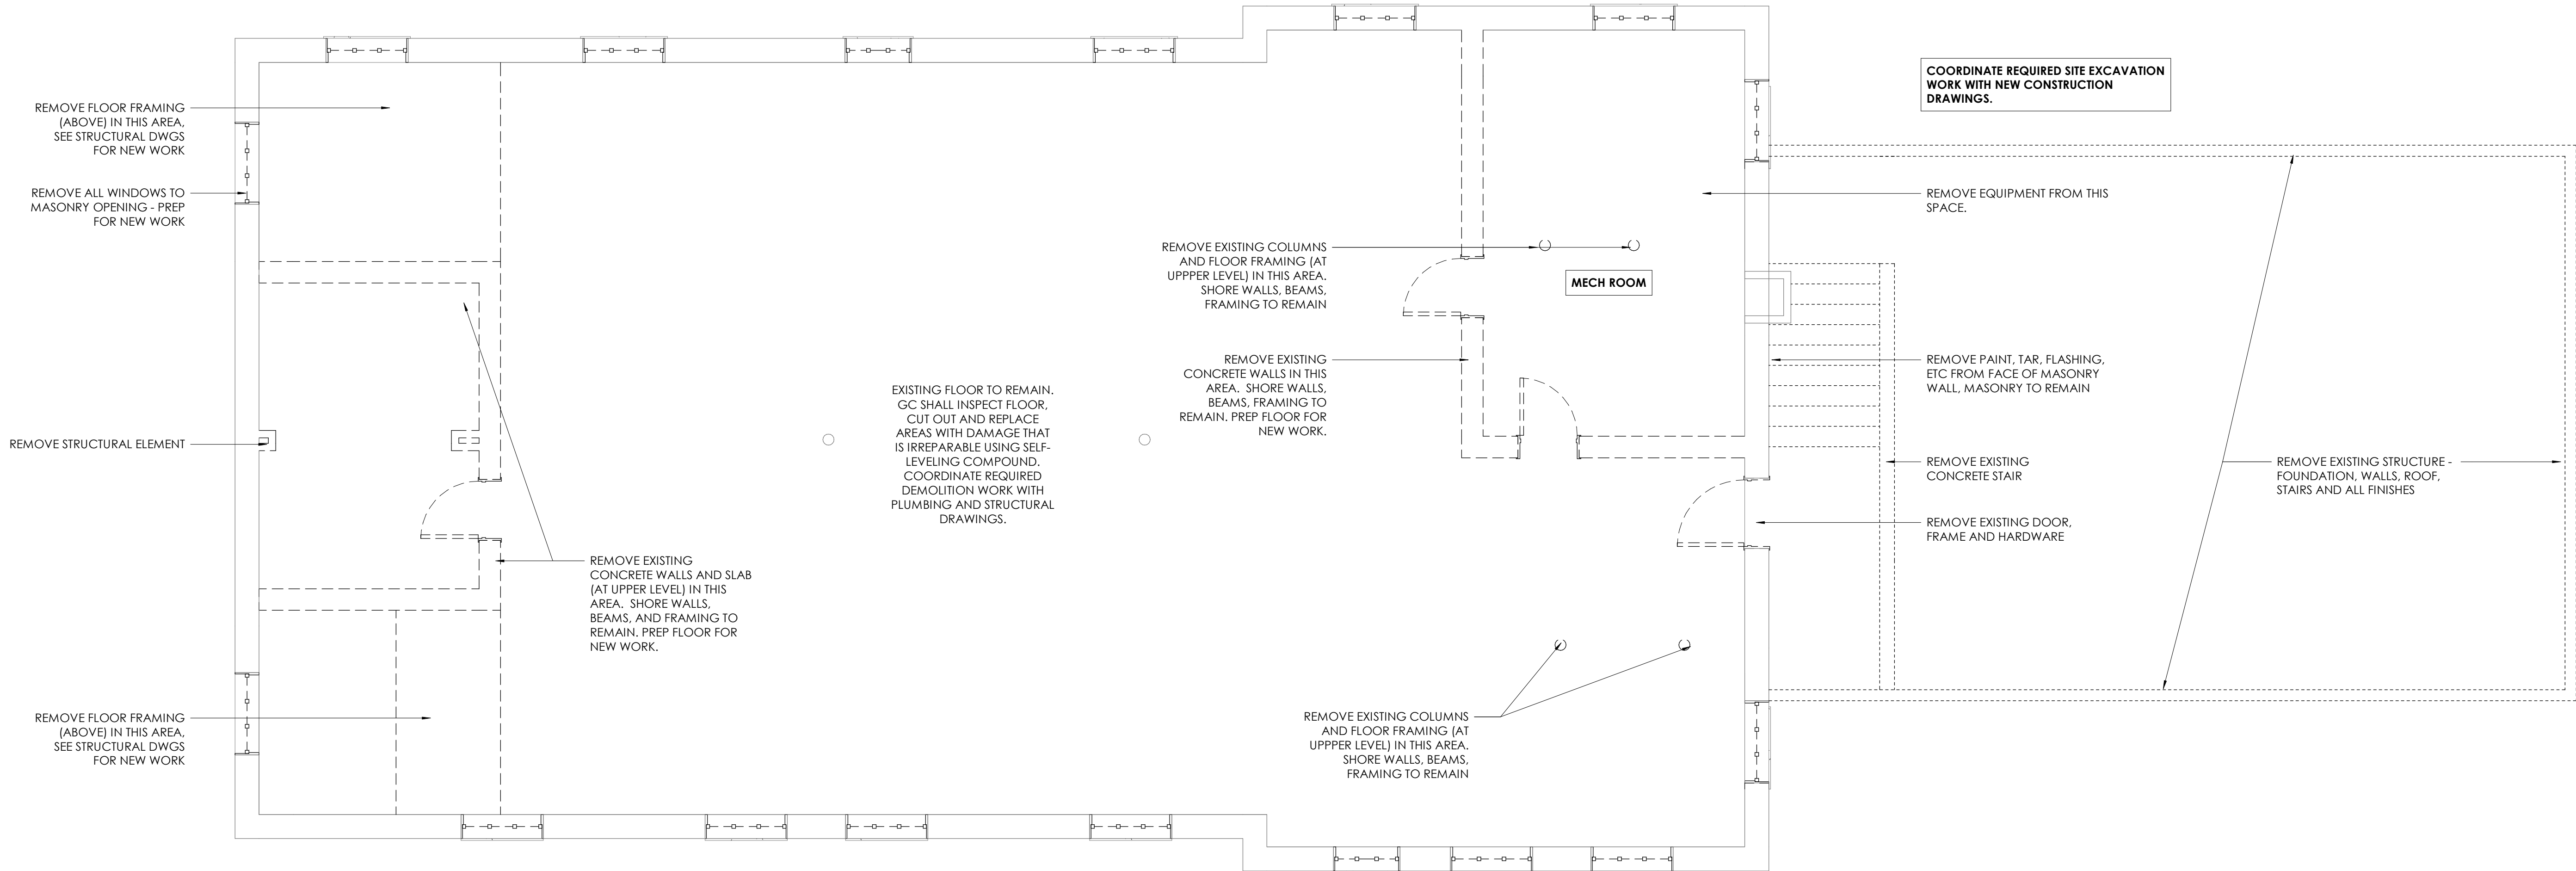 REMOVE FLOOR FRAMING
(ABOVE) IN THIS AREA,
SEE STRUCTURAL DWGS
FOR NEW WORK
REMOVE ALL WINDOWS TO
MASONRY OPENING - PREP
FOR NEW WORK
REMOVE STRUCTURAL ELEMENT
REMOVE FLOOR FRAMING
(ABOVE) IN THIS AREA,
SEE STRUCTURAL DWGS
FOR NEW WORK
REMOVE EXISTING
CONCRETE WALLS AND SLAB
(AT UPPER LEVEL) IN THIS
AREA. SHORE WALLS,
BEAMS, AND FRAMING TO
REMAIN. PREP FLOOR FOR
NEW WORK.
EXISTING FLOOR TO REMAIN.
GC SHALL INSPECT FLOOR,
CUT OUT AND REPLACE
AREAS WITH DAMAGE THAT
IS IRREPARABLE USING SELF-
LEVELING COMPOUND.
COORDINATE REQUIRED
DEMOLITION WORK WITH
PLUMBING AND STRUCTURAL
DRAWINGS.
REMOVE EXISTING COLUMNS
AND FLOOR FRAMING (AT
UPPPER LEVEL) IN THIS AREA.
SHORE WALLS, BEAMS,
FRAMING TO REMAIN
REMOVE EXISTING
CONCRETE WALLS IN THIS
AREA. SHORE WALLS,
BEAMS, FRAMING TO
REMAIN. PREP FLOOR FOR
NEW WORK.
MECH ROOM
REMOVE EXISTING COLUMNS
AND FLOOR FRAMING (AT
UPPPER LEVEL) IN THIS AREA.
SHORE WALLS, BEAMS,
FRAMING TO REMAIN
COORDINATE REQUIRED SITE EXCAVATION
WORK WITH NEW CONSTRUCTION
DRAWINGS.
REMOVE EQUIPMENT FROM THIS
SPACE.
REMOVE PAINT, TAR, FLASHING,
ETC FROM FACE OF MASONRY
WALL, MASONRY TO REMAIN
REMOVE EXISTING
CONCRETE STAIR
REMOVE EXISTING DOOR,
FRAME AND HARDWARE
REMOVE EXISTING STRUCTURE -
FOUNDATION, WALLS, ROOF,
STAIRS AND ALL FINISHES